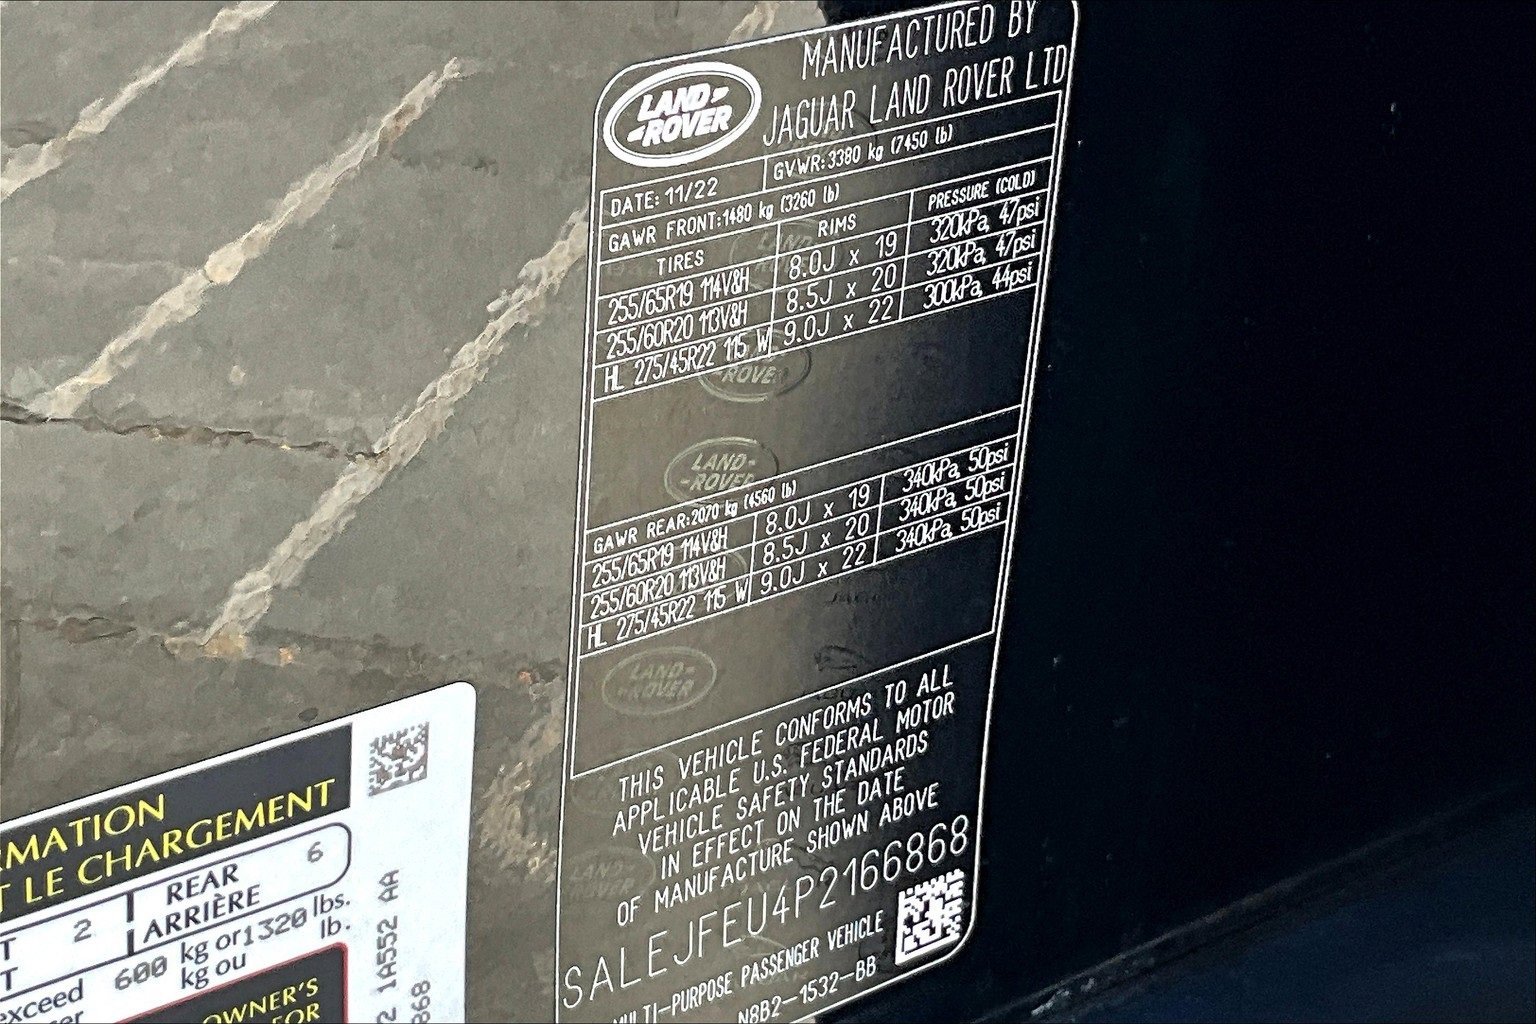 LAND-
-ROVER
MANUFACTURED BY
JAGUAR LAND ROVER LTD
DATE: 11/22 GVWR:3380 kg (7450 lb)
GAWR FRONT:1480 kg (3260 lb)
TIRES RIMS PRESSURE (COLD)
255/65R19 114V&H 8.0J x 19 320kPa, 47psi
255/60R20 113V&H 8.5J x 20 320kPa, 47psi
HL 275/45R22 115 W 9.0J x 22 300kPa, 44psi
GAWR REAR:2070 kg (4560 lb)
255/65R19 114V&H 8.0J x 19 340kPa, 50psi
255/60R20 113V&H 8.5J x 20 340kPa, 50psi
HL 275/45R22 115 W 9.0J x 22 340kPa, 50psi
THIS VEHICLE CONFORMS TO ALL
APPLICABLE U.S. FEDERAL MOTOR
VEHICLE SAFETY STANDARDS
IN EFFECT ON THE DATE
OF MANUFACTURE SHOWN ABOVE
SALEJFEU4P2166868
MULTI-PURPOSE PASSENGER VEHICLE
N8B2-1532-BB
RMATION
T LE CHARGEMENT
T 2 REAR 6
T ARRIÈRE
exceed 600 kg or 1320 lbs.
kg ou lb.
OWNER'S
FOR
2 1A552 AA
868